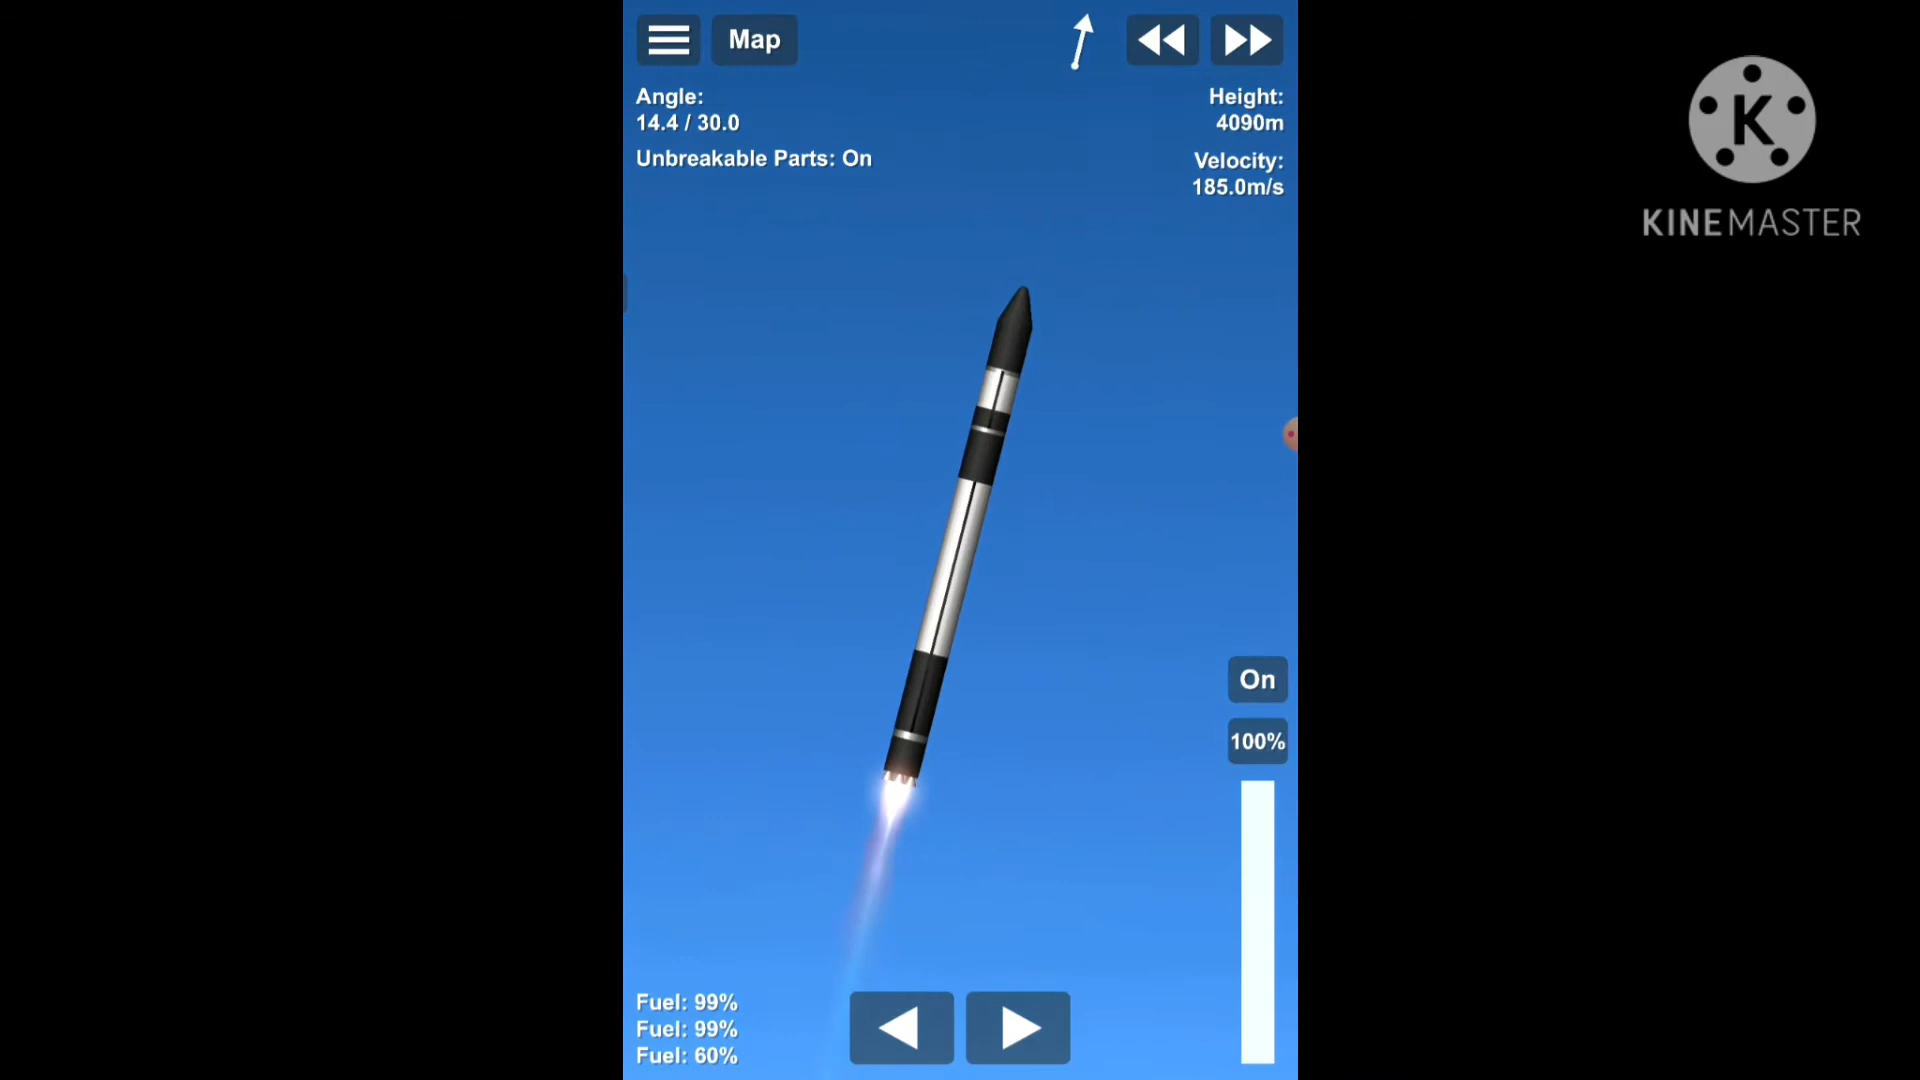 Map
Angle:
14.4 / 30.0
Unbreakable Parts: On
Height:
4090m
Velocity:
185.0m/s
K
KINEMASTER
On
100%
Fuel: 99%
Fuel: 99%
Fuel: 60%